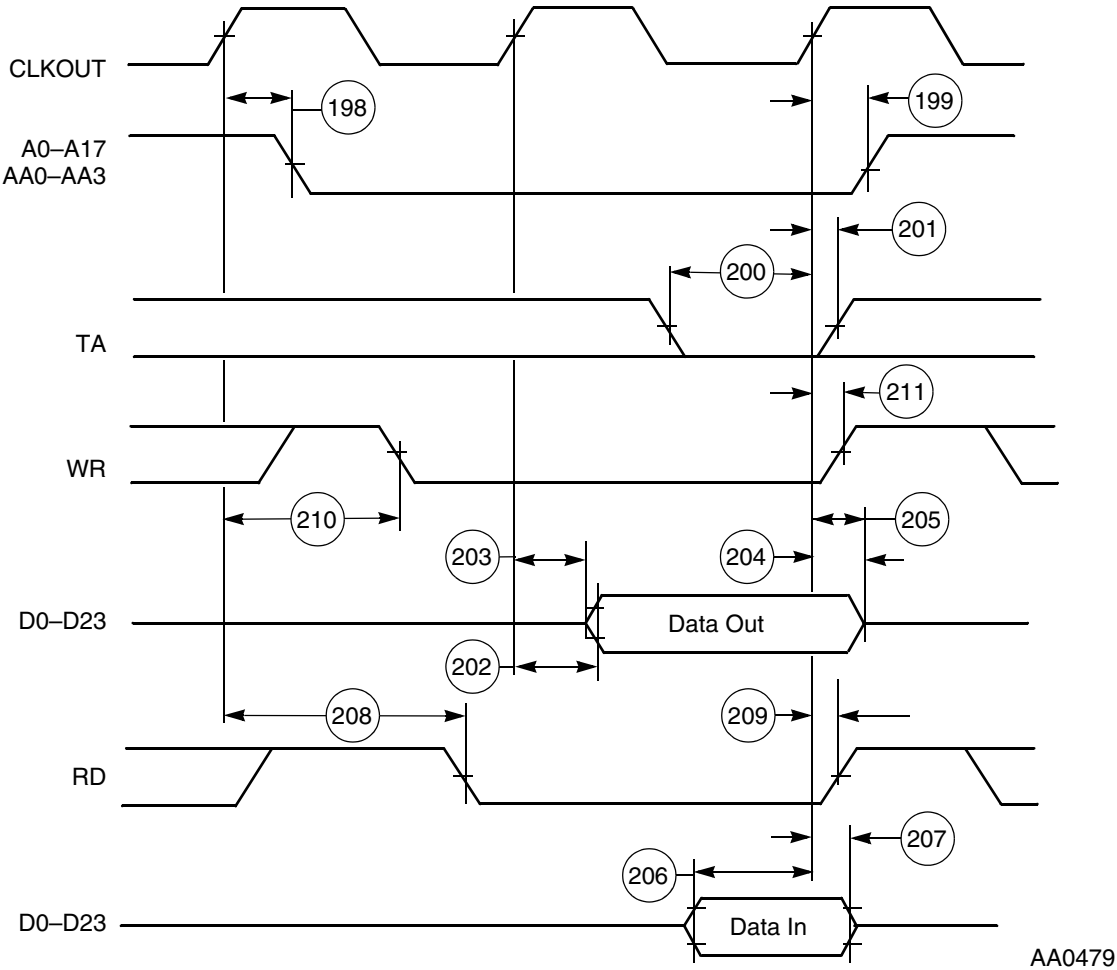 CLKOUT
198
199
A0–A17
AA0–AA3
201
200
TA
211
WR
210
205
203
204
D0–D23
Data Out
202
208
209
RD
207
206
D0–D23
Data In
AA0479